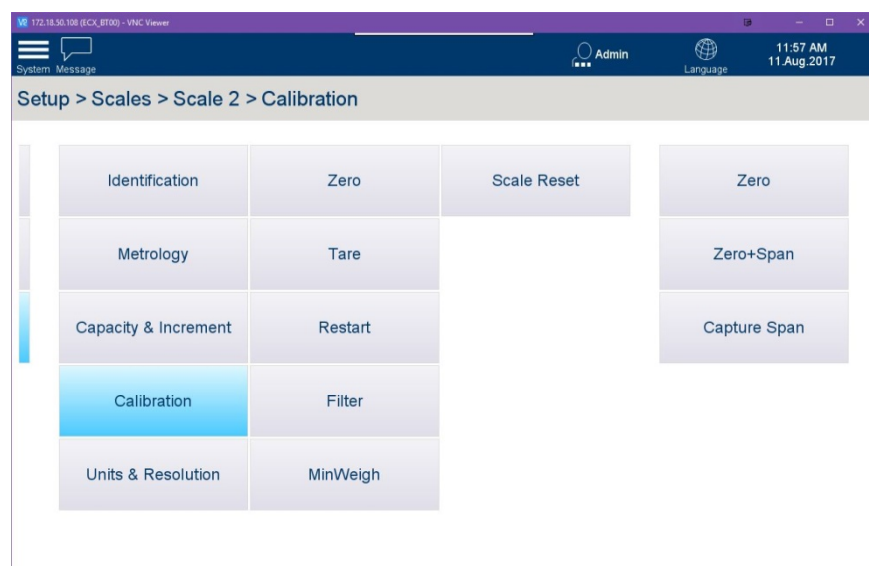 172.18.50.108 (ECX_BT00) - VNC Viewer
System Message Admin Language 11:57 AM
11.Aug.2017
Setup > Scales > Scale 2 > Calibration
Identification Zero Scale Reset Zero
Metrology Tare Zero+Span
Capacity & Increment Restart Capture Span
Calibration Filter
Units & Resolution MinWeigh